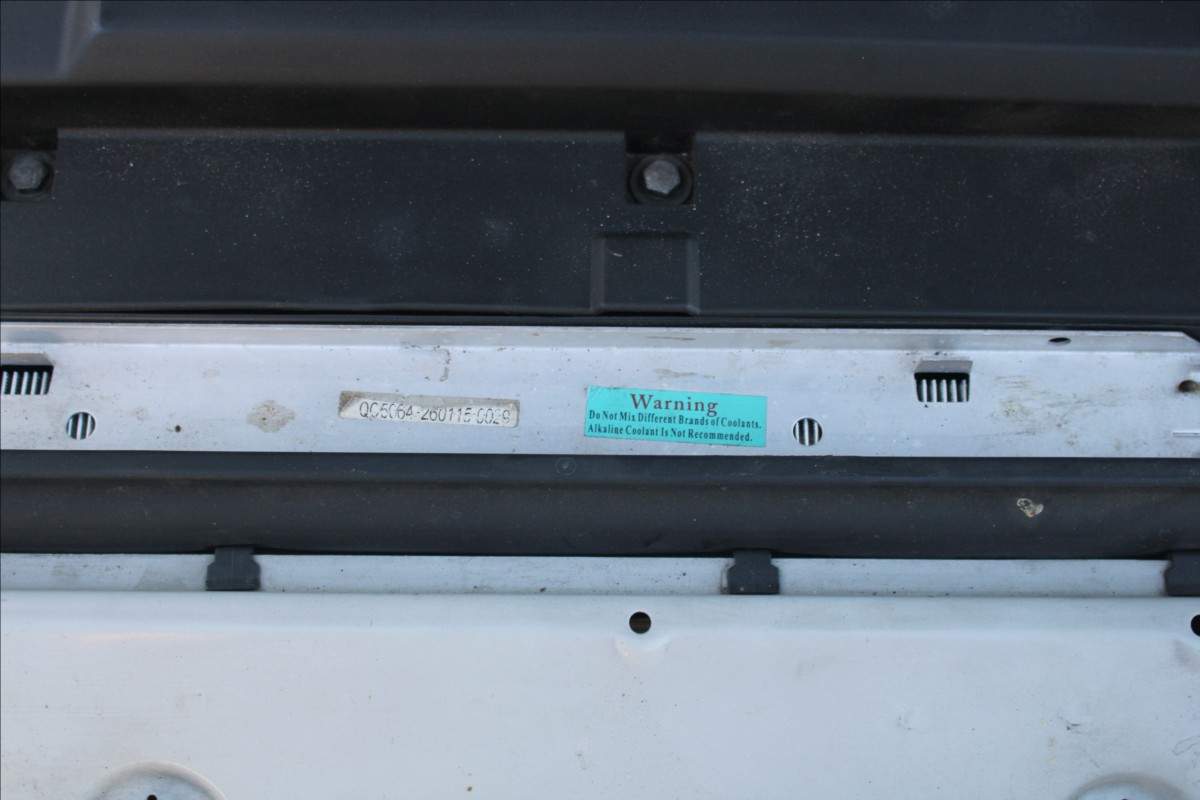 QC5064-260115-0029
Warning
Do Not Mix Different Brands of Coolants.
Alkaline Coolant Is Not Recommended.